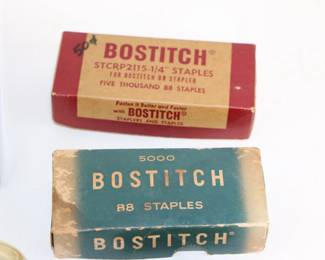 50¢
BOSTITCH®
STCRP2115-1/4" STAPLES
FOR BOSTITCH B8 STAPLER
FIVE THOUSAND B8 STAPLES
Fasten it Better and Faster
with BOSTITCH®
STAPLERS AND STAPLES
5000
BOSTITCH
B8 STAPLES
BOSTITCH®